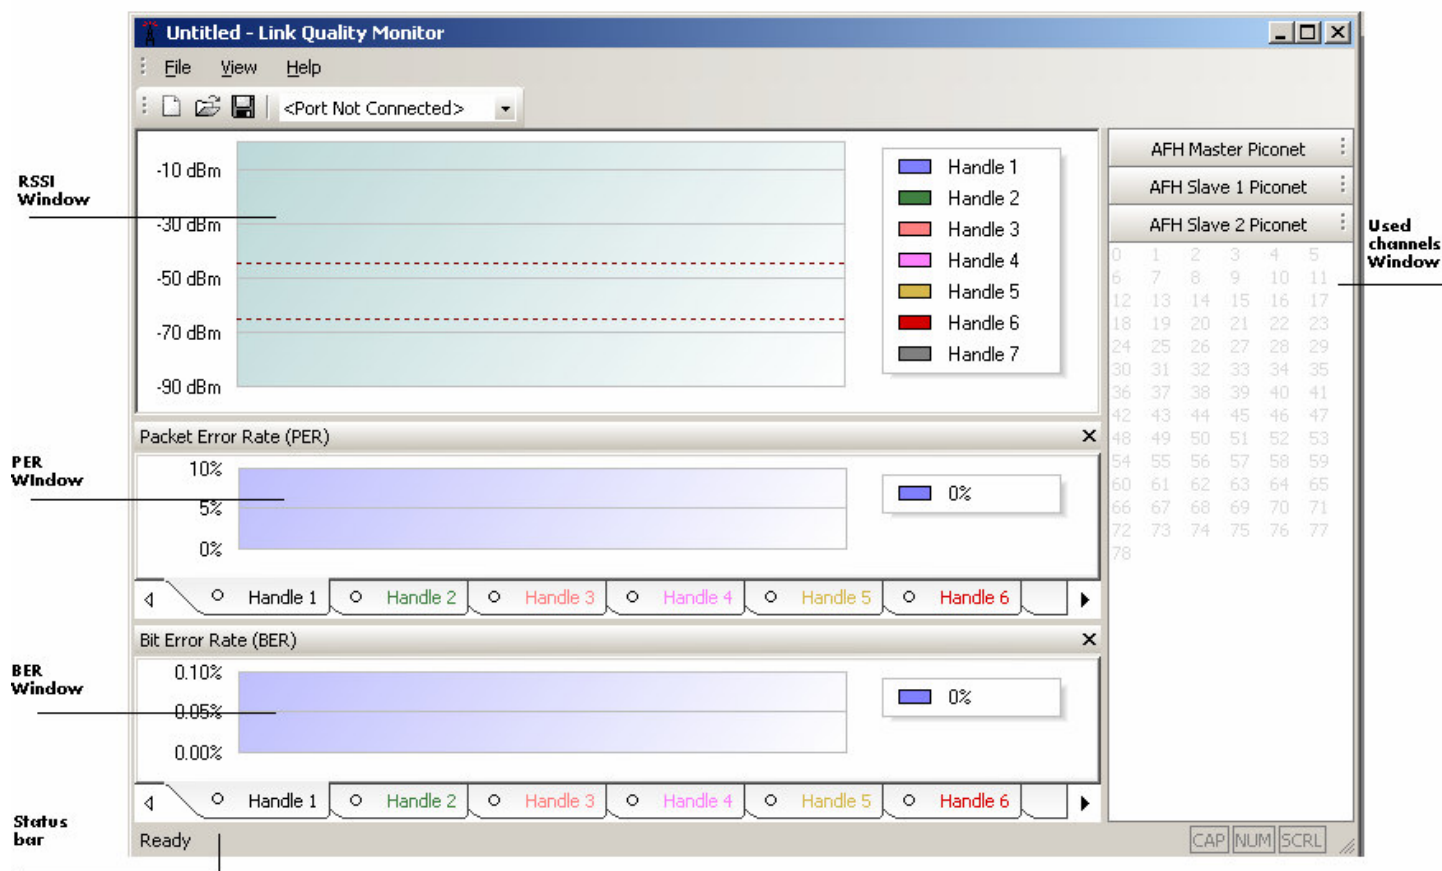 Untitled - Link Quality Monitor
File View Help
<Port Not Connected>
RSSI
Window
-10 dBm
-30 dBm
-50 dBm
-70 dBm
-90 dBm
Handle 1
Handle 2
Handle 3
Handle 4
Handle 5
Handle 6
Handle 7
AFH Master Piconet
AFH Slave 1 Piconet
AFH Slave 2 Piconet
Used
channels
Window
0 1 2 3 4 5
6 7 8 9 10 11
12 13 14 15 16 17
18 19 20 21 22 23
24 25 26 27 28 29
30 31 32 33 34 35
36 37 38 39 40 41
42 43 44 45 46 47
48 49 50 51 52 53
54 55 56 57 58 59
60 61 62 63 64 65
66 67 68 69 70 71
72 73 74 75 76 77
78
Packet Error Rate (PER)
PER
Window
10%
5%
0%
0%
Handle 1 Handle 2 Handle 3 Handle 4 Handle 5 Handle 6
Bit Error Rate (BER)
BER
Window
0.10%
0.05%
0.00%
0%
Handle 1 Handle 2 Handle 3 Handle 4 Handle 5 Handle 6
Status
bar
Ready
CAP NUM SCRL